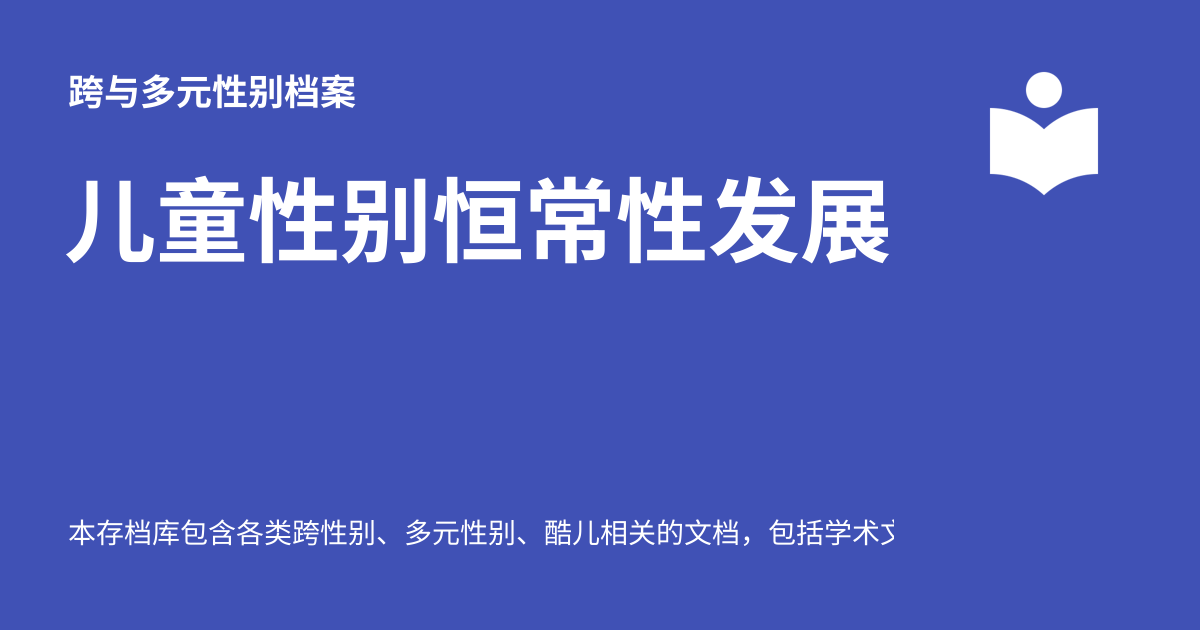 跨与多元性别档案
儿童性别恒常性发展
本存档库包含各类跨性别、多元性别、酷儿相关的文档，包括学术文